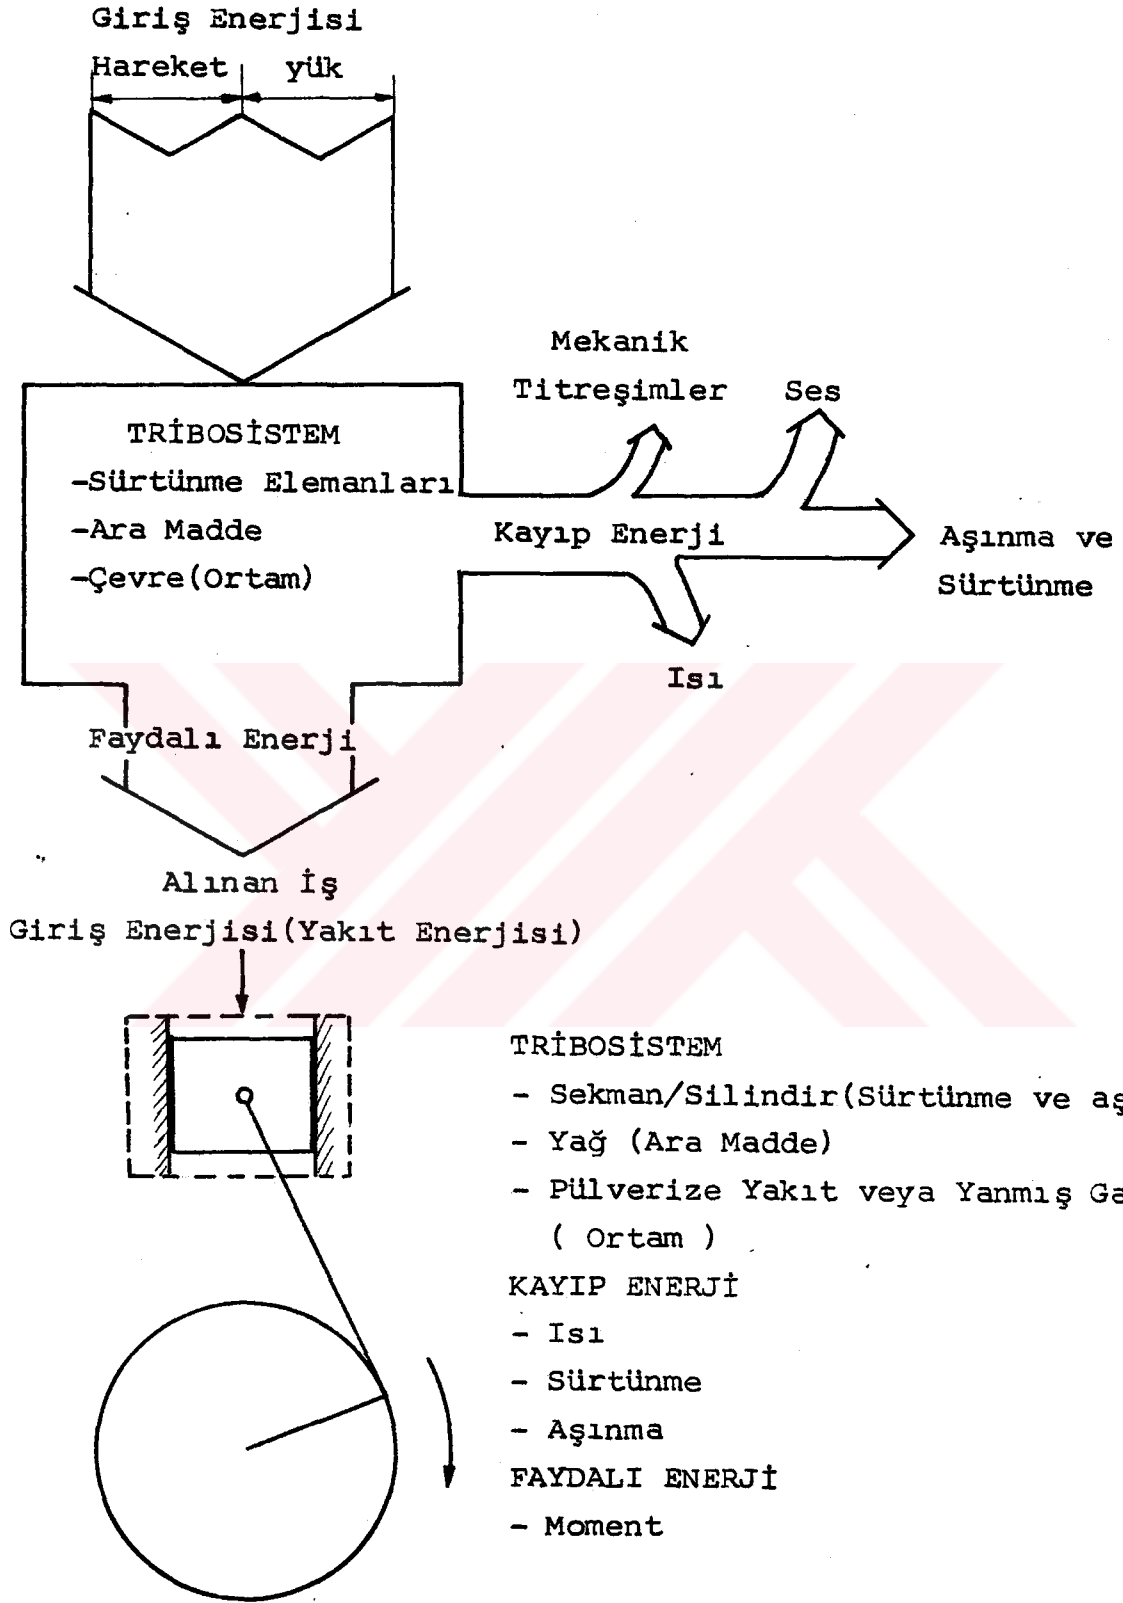 Giriş Enerjisi
Hareket yük
Mekanik
Titreşimler Ses
TRİBOSİSTEM
-Sürtünme Elemanları
-Ara Madde
-Çevre(Ortam)
Kayıp Enerji
Aşınma ve
Sürtünme
Isı
Faydalı Enerji
Alınan İş
Giriş Enerjisi(Yakıt Enerjisi)
TRİBOSİSTEM
- Sekman/Silindir(Sürtünme ve
- Yağ (Ara Madde)
- Pülverize Yakıt veya Yanmış
( Ortam )
KAYIP ENERJİ
- Isı
- Sürtünme
- Aşınma
FAYDALI ENERJİ
- Moment